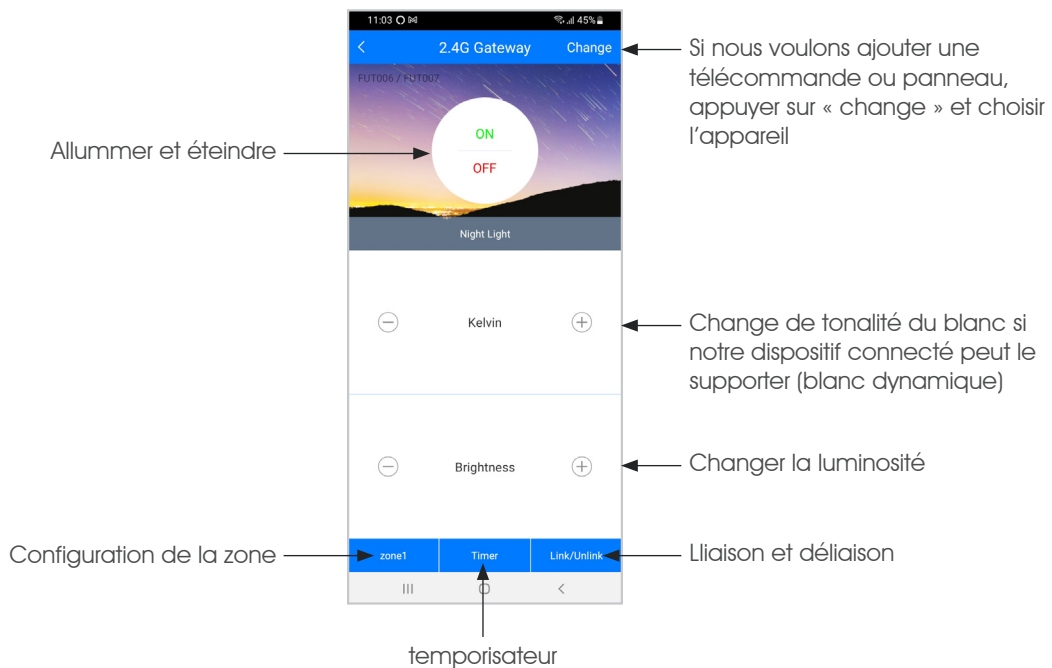 11:03
45%
2.4G Gateway
Change
FUT006 / FUT007
ON
OFF
Night Light
Kelvin
Brightness
zone1
Timer
Link/Unlink
Allummer et éteindre
Configuration de la zone
Si nous voulons ajouter une
télécommande ou panneau,
appuyer sur « change » et choisir
l’appareil
Change de tonalité du blanc si
notre dispositif connecté peut le
supporter (blanc dynamique)
Changer la luminosité
Lliaison et déliaison
temporisateur